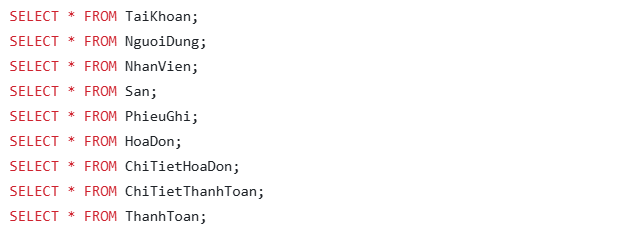 SELECT * FROM TaiKhoan;
SELECT * FROM NguoiDung;
SELECT * FROM NhanVien;
SELECT * FROM San;
SELECT * FROM PhieuGhi;
SELECT * FROM HoaDon;
SELECT * FROM ChiTietHoaDon;
SELECT * FROM ChiTietThanhToan;
SELECT * FROM ThanhToan;